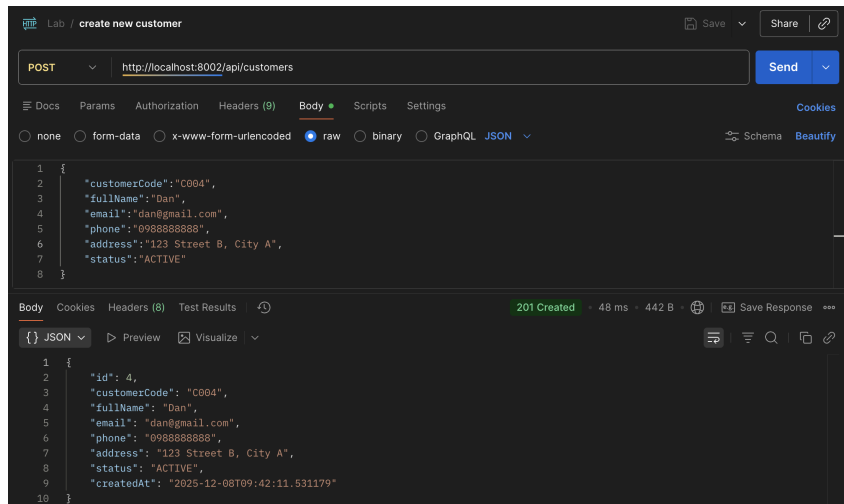 HTTP Lab / create new customer Save Share
POST http://localhost:8002/api/customers Send
Docs Params Authorization Headers (9) Body Scripts Settings Cookies
none form-data x-www-form-urlencoded raw binary GraphQL JSON Schema Beautify
1 {
2 "customerCode":"C004",
3 "fullName":"Dan",
4 "email":"dan@gmail.com",
5 "phone":"0988888888",
6 "address":"123 Street B, City A",
7 "status":"ACTIVE"
8 }
Body Cookies Headers (8) Test Results 201 Created • 48 ms • 442 B • e.g. Save Response
{} JSON Preview Visualize
1 {
2 "id": 4,
3 "customerCode": "C004",
4 "fullName": "Dan",
5 "email": "dan@gmail.com",
6 "phone": "0988888888",
7 "address": "123 Street B, City A",
8 "status": "ACTIVE",
9 "createdAt": "2025-12-08T09:42:11.531179"
10 }